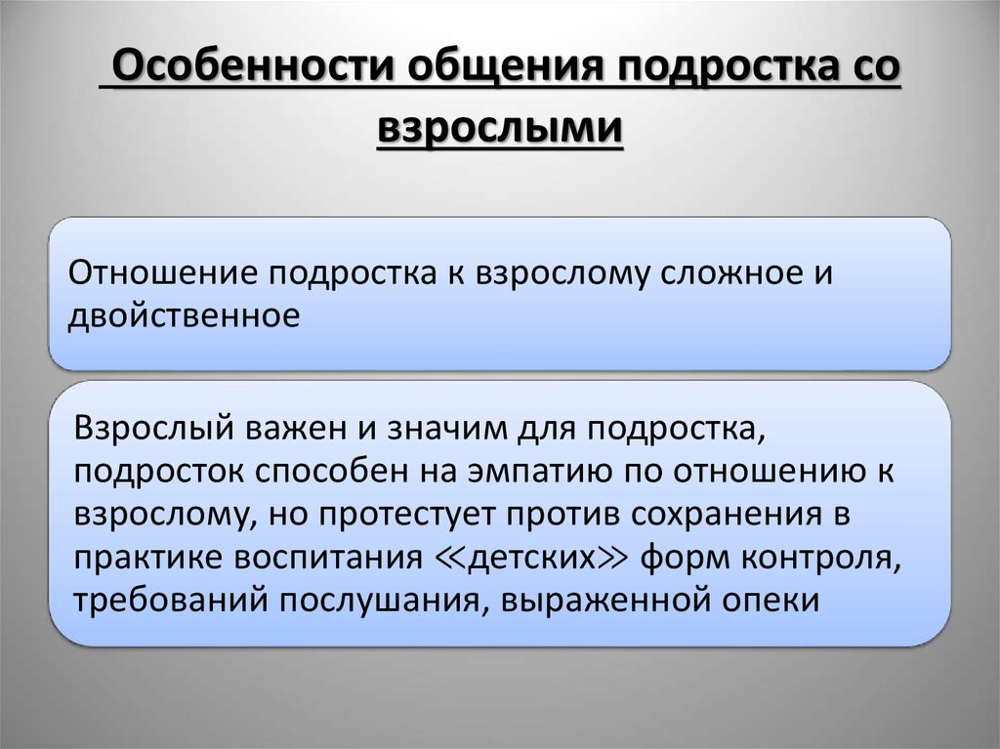 Особенности общения подростка со
взрослыми
Отношение подростка к взрослому сложное и
двойственное
Взрослый важен и значим для подростка,
подросток способен на эмпатию по отношению к
взрослому, но протестует против сохранения в
практике воспитания ≪детских≫ форм контроля,
требований послушания, выраженной опеки